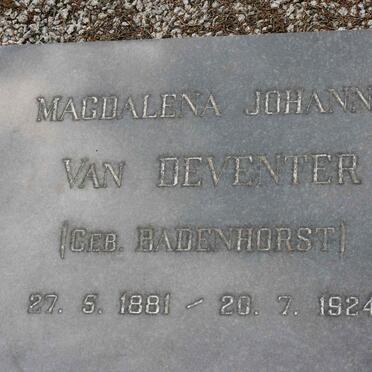 MAGDALENA JOHANN
VAN DEVENTER
(GEB. BADENHORST)
27. 5. 1881 - 20. 7. 1924